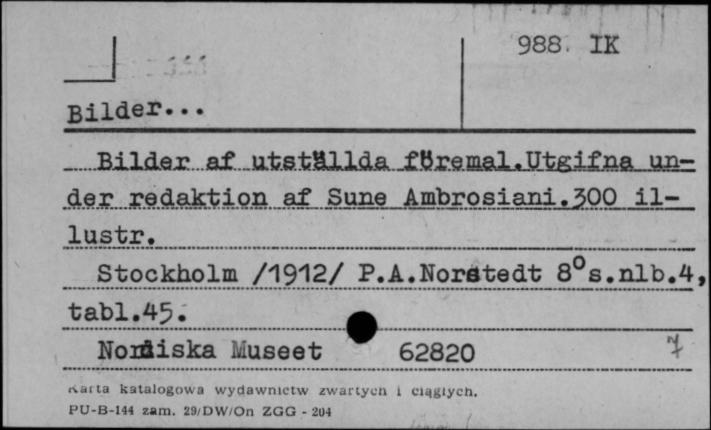 988. IK
Bilder...
Bilder af utställda föremal.Utgifna un-
der redaktion af Sune Ambrosiani.300 il-
lustr.
Stockholm /1912/ P.A.Norstedt 8°s.nlb.4,
tabl.45.
Nordiska Museet 62820
Karta katalogowa wydawnictw zwartych i ciągłych.
PU-B-144 zam. 29/DW/On ZGG - 204